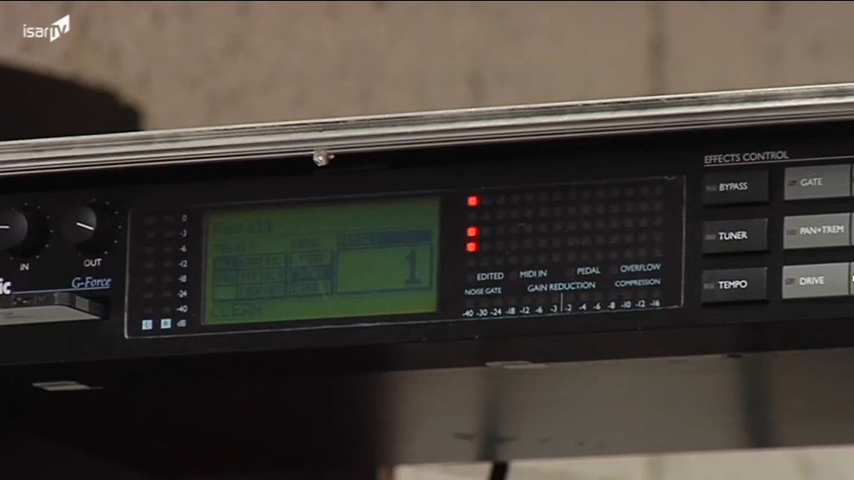 isarTV
EFFECTS CONTROL
BYPASS
GATE
TUNER
PAN+TREM
TEMPO
DRIVE
IN
OUT
G-Force
0
-3
-6
-12
-18
-24
-40
dB
Recall
1
CLEAN
EDITED MIDI IN PEDAL OVERFLOW
NOISE GATE GAIN REDUCTION COMPRESSION
-40 -30 -24 -18 -12 -6 -3 -2 -4 -6 -8 -10 -12 -16